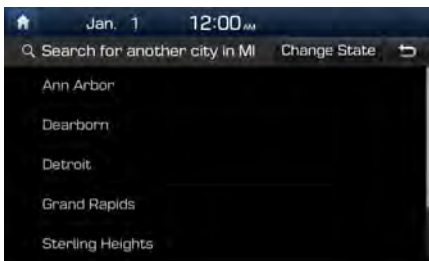 Jan. 1 12:00 AM
Search for another city in MI Change State
Ann Arbor
Dearborn
Detroit
Grand Rapids
Sterling Heights